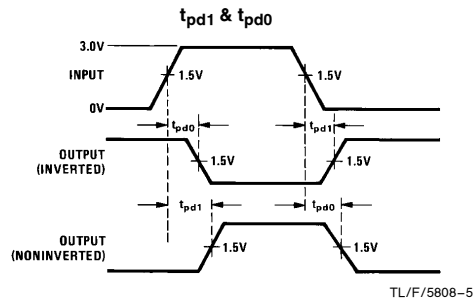 tpd1 & tpd0
3.0V
INPUT
1.5V
1.5V
0V
tpd0
tpd1
OUTPUT
(INVERTED)
1.5V
1.5V
tpd1
tpd0
OUTPUT
(NONINVERTED)
1.5V
1.5V
TL/F/5808–5